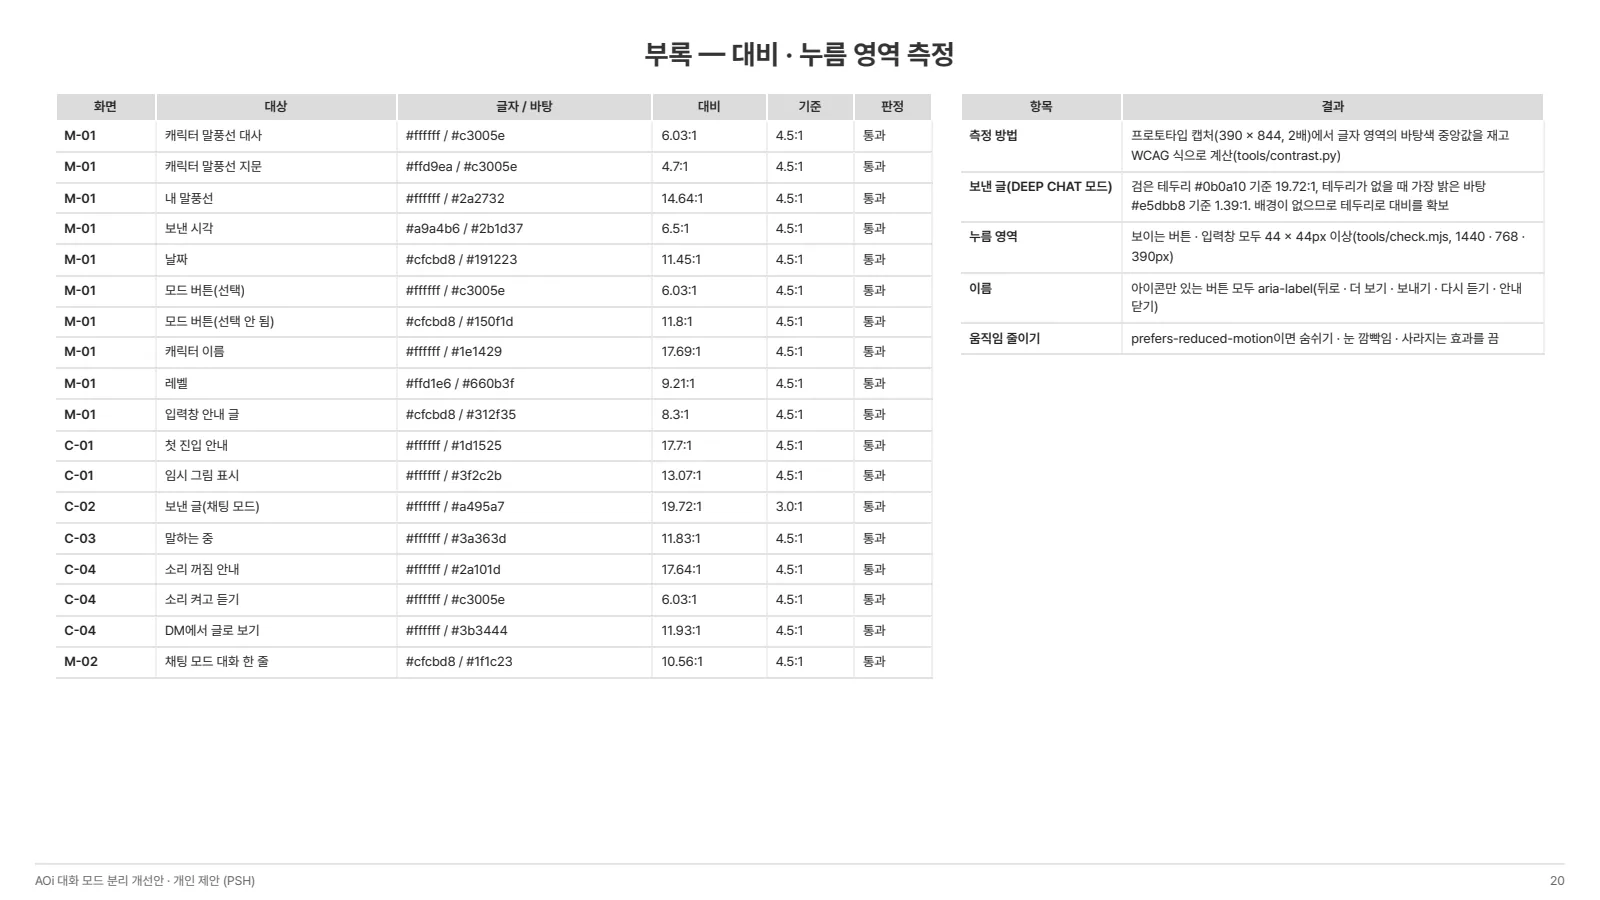 부록 — 대비 · 누름 영역 측정
화면 대상 글자 / 바탕 대비 기준 판정
M-01 캐릭터 말풍선 대사 #ffffff / #c3005e 6.03:1 4.5:1 통과
M-01 캐릭터 말풍선 지문 #ffd9ea / #c3005e 4.7:1 4.5:1 통과
M-01 내 말풍선 #ffffff / #2a2732 14.64:1 4.5:1 통과
M-01 보낸 시각 #a9a4b6 / #2b1d37 6.5:1 4.5:1 통과
M-01 날짜 #cfcbd8 / #191223 11.45:1 4.5:1 통과
M-01 모드 버튼(선택) #ffffff / #c3005e 6.03:1 4.5:1 통과
M-01 모드 버튼(선택 안 됨) #cfcbd8 / #150f1d 11.8:1 4.5:1 통과
M-01 캐릭터 이름 #ffffff / #1e1429 17.69:1 4.5:1 통과
M-01 레벨 #ffd1e6 / #660b3f 9.21:1 4.5:1 통과
M-01 입력창 안내 글 #cfcbd8 / #312f35 8.3:1 4.5:1 통과
C-01 첫 진입 안내 #ffffff / #1d1525 17.7:1 4.5:1 통과
C-01 임시 그림 표시 #ffffff / #3f2c2b 13.07:1 4.5:1 통과
C-02 보낸 글(채팅 모드) #ffffff / #a495a7 19.72:1 3.0:1 통과
C-03 말하는 중 #ffffff / #3a363d 11.83:1 4.5:1 통과
C-04 소리 꺼짐 안내 #ffffff / #2a101d 17.64:1 4.5:1 통과
C-04 소리 켜고 듣기 #ffffff / #c3005e 6.03:1 4.5:1 통과
C-04 DM에서 글로 보기 #ffffff / #3b3444 11.93:1 4.5:1 통과
M-02 채팅 모드 대화 한 줄 #cfcbd8 / #1f1c23 10.56:1 4.5:1 통과
항목 결과
측정 방법 프로토타입 캡처(390 × 844, 2배)에서 글자 영역의 바탕색 중앙값을 재고
WCAG 식으로 계산(tools/contrast.py)
보낸 글(DEEP CHAT 모드) 검은 테두리 #0b0a10 기준 19.72:1, 테두리가 없을 때 가장 밝은 바탕
#e5dbb8 기준 1.39:1. 배경이 없으므로 테두리로 대비를 확보
누름 영역 보이는 버튼 · 입력창 모두 44 × 44px 이상(tools/check.mjs, 1440 · 768 ·
390px)
이름 아이콘만 있는 버튼 모두 aria-label(뒤로 · 더 보기 · 보내기 · 다시 듣기 · 안내
닫기)
움직임 줄이기 prefers-reduced-motion이면 숨쉬기 · 눈 깜빡임 · 사라지는 효과를 끔
AOi 대화 모드 분리 개선안 · 개인 제안 (PSH) 20